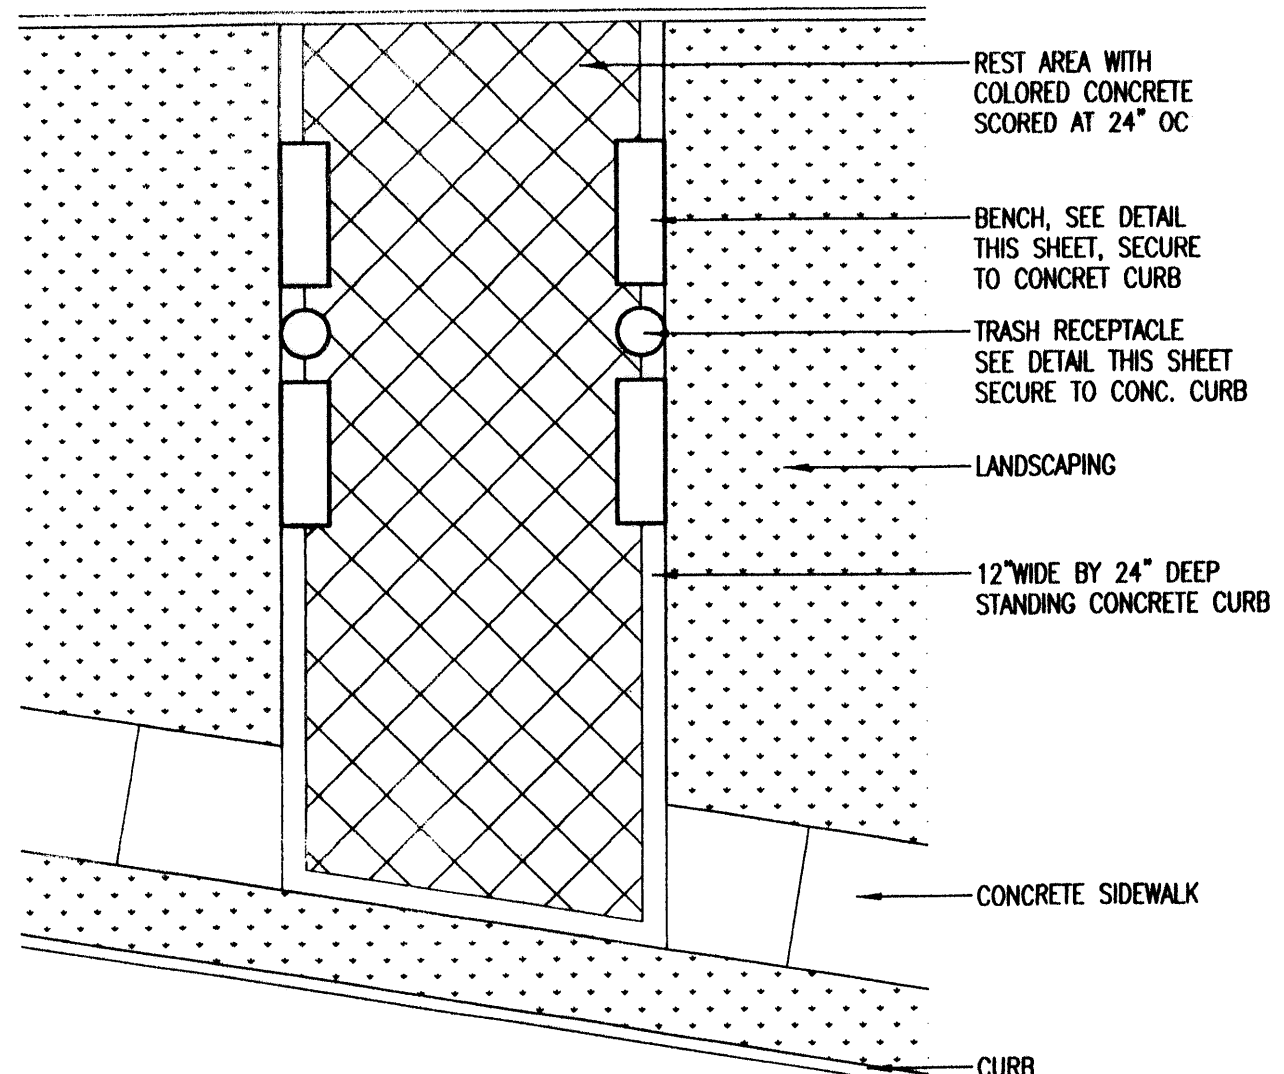 REST AREA WITH
COLORED CONCRETE
SCORED AT 24" OC
BENCH, SEE DETAIL
THIS SHEET, SECURE
TO CONCRET CURB
TRASH RECEPTACLE
SEE DETAIL THIS SHEET
SECURE TO CONC. CURB
LANDSCAPING
12"WIDE BY 24" DEEP
STANDING CONCRETE CURB
CONCRETE SIDEWALK
CURB